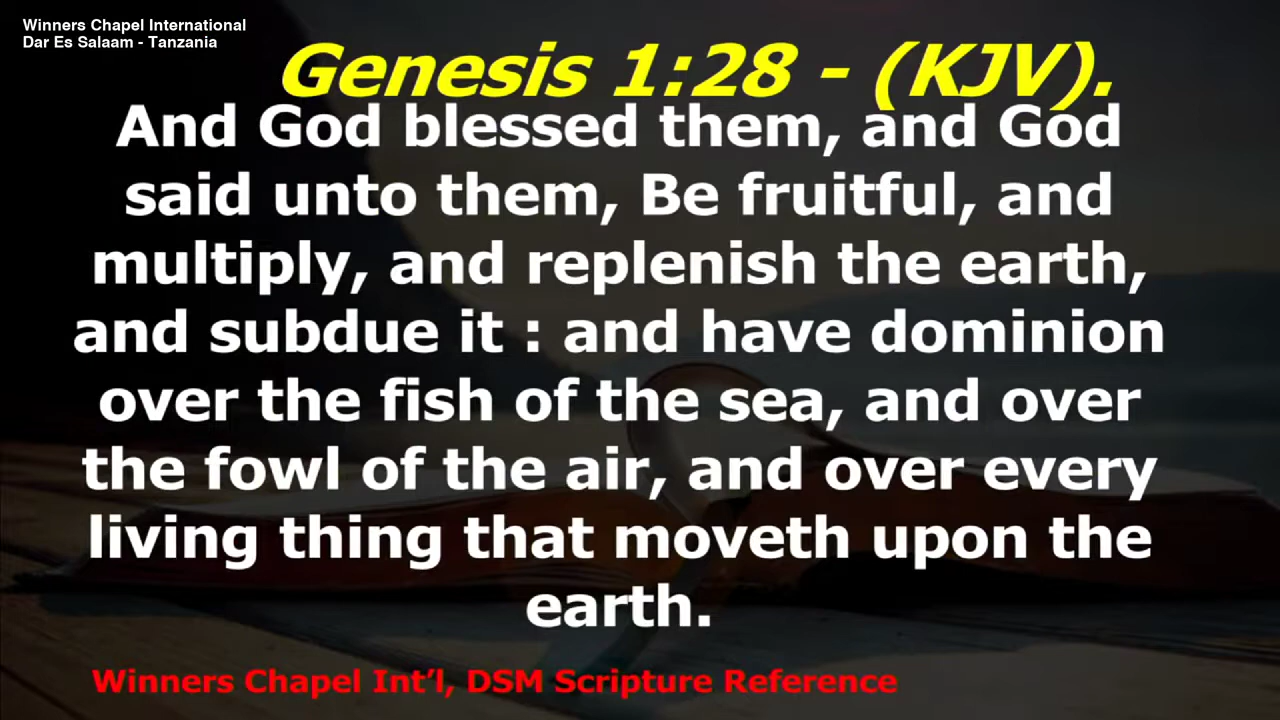 Winners Chapel International
Dar Es Salaam - Tanzania
Genesis 1:28 - (KJV).
And God blessed them, and God
said unto them, Be fruitful, and
multiply, and replenish the earth,
and subdue it : and have dominion
over the fish of the sea, and over
the fowl of the air, and over every
living thing that moveth upon the
earth.
Winners Chapel Int’l, DSM Scripture Reference